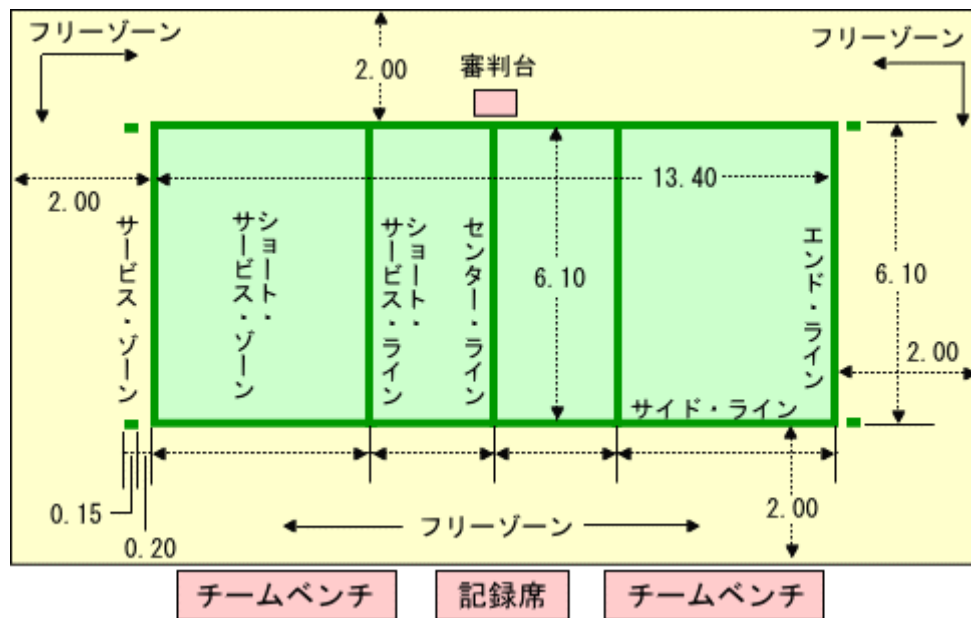 フリーゾーン
フリーゾーン
2.00
審判台
2.00
13.40
サービス・ゾーン
ショート・
サービス・ゾーン
ショート・
サービス・ライン
センター・ライン
6.10
エンド・ライン
6.10
2.00
サイド・ライン
0.15
0.20
フリーゾーン
2.00
チームベンチ
記録席
チームベンチ